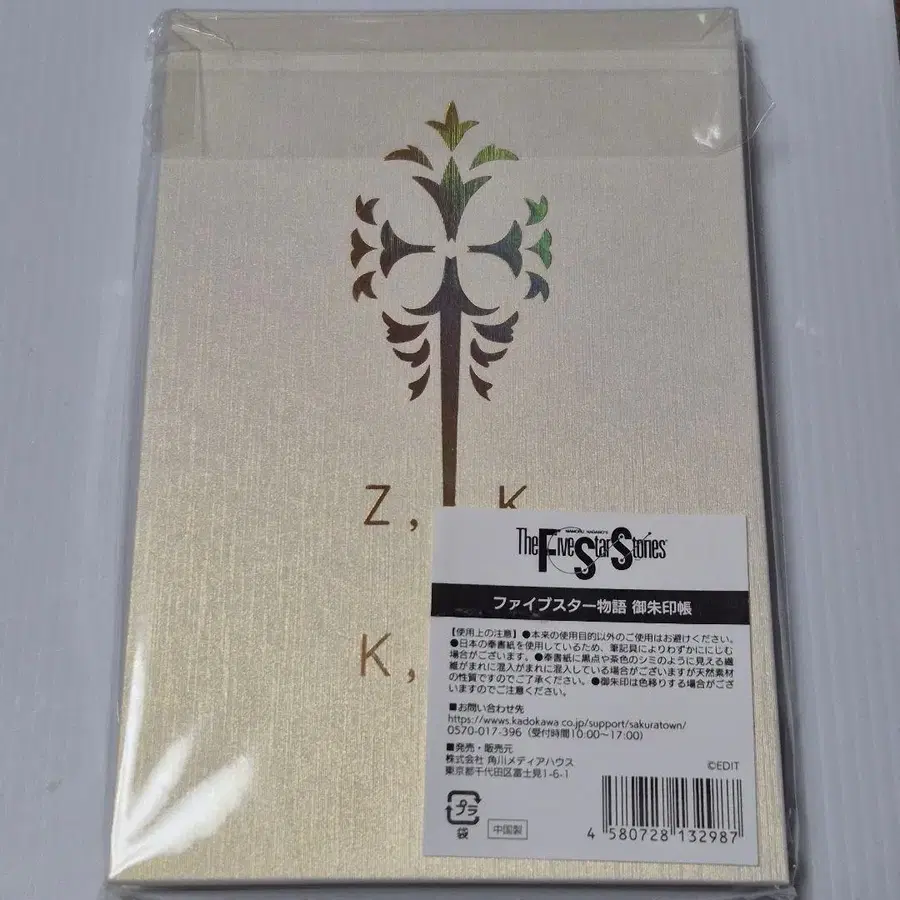 Z, K
K,
MAMORU NAGANO'S
The Five Star Stories
ファイブスター物語 御朱印帳
【使用上の注意】●本来の使用目的以外のご使用はお避けください。
●日本の奉書紙を使用しているため、筆記具によりわずかににじむ
場合がございます。●奉書紙に黒点や茶色のシミのように見える繊
維がまれに混入がまれに混入している場合がございますが天然素材
の性質ですのでご了承ください。●御朱印は色移りする場合がござ
いますのでご注意ください。
■お問い合わせ先
https://wwws.kadokawa.co.jp/support/sakuratown/
0570-017-396（受付時間10:00〜17:00）
■発売・販売元
株式会社 角川メディアハウス
東京都千代田区富士見1-6-1
©EDIT
プラ
袋
中国製
4 580728 132987